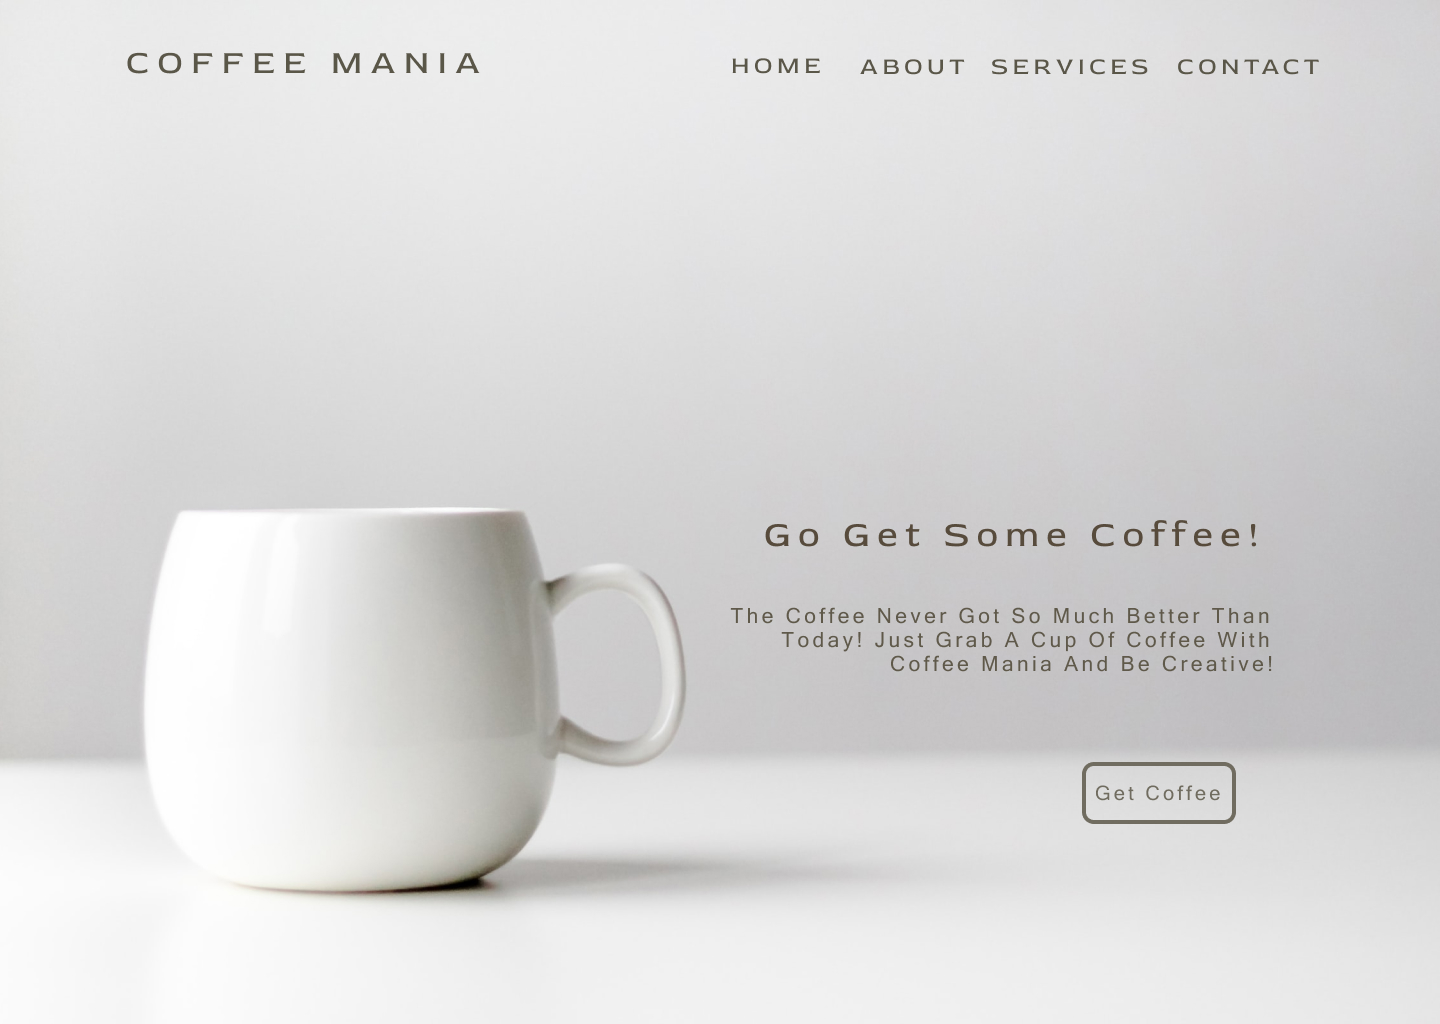 COFFEE MANIA
HOME ABOUT SERVICES CONTACT
Go Get Some Coffee!
The Coffee Never Got So Much Better Than
Today! Just Grab A Cup Of Coffee With
Coffee Mania And Be Creative!
Get Coffee